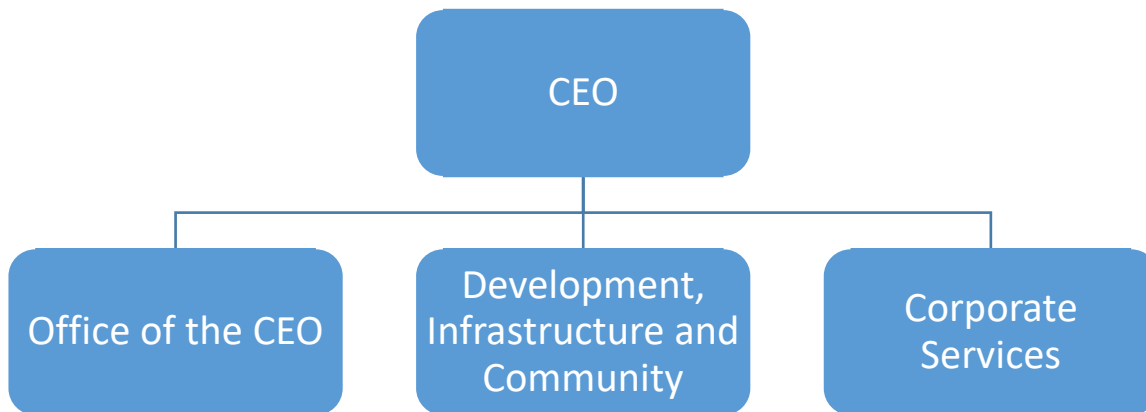 CEO
Office of the CEO
Development,
Infrastructure and
Community
Corporate
Services